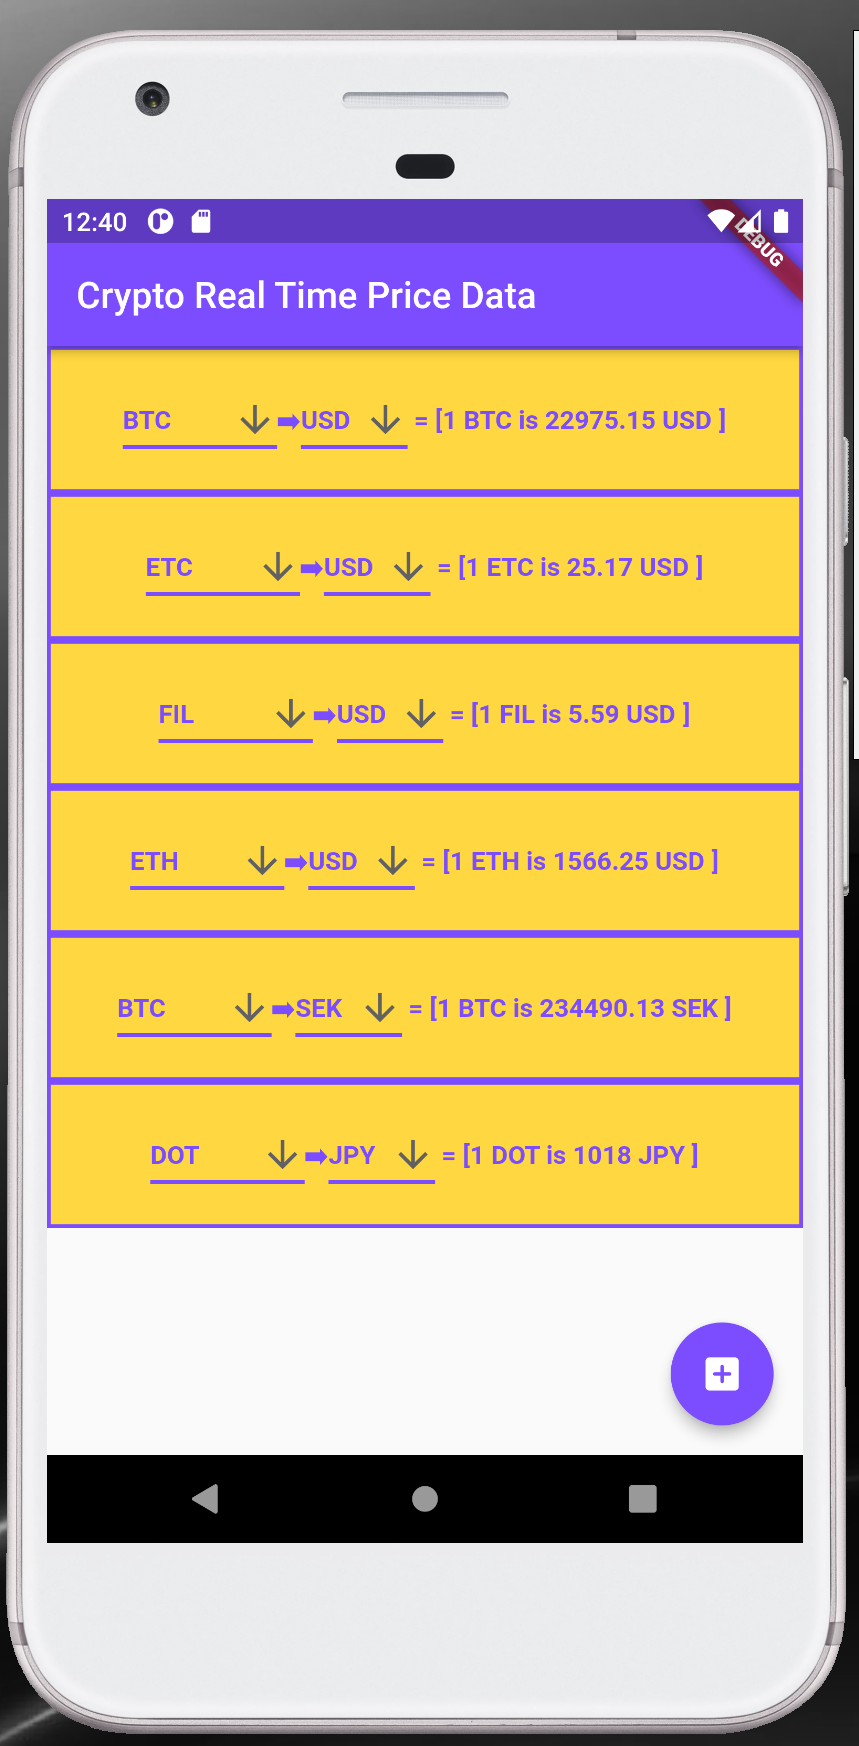 12:40
DEBUG
Crypto Real Time Price Data
BTC ➡ USD = [1 BTC is 22975.15 USD ]
ETC ➡ USD = [1 ETC is 25.17 USD ]
FIL ➡ USD = [1 FIL is 5.59 USD ]
ETH ➡ USD = [1 ETH is 1566.25 USD ]
BTC ➡ SEK = [1 BTC is 234490.13 SEK ]
DOT ➡ JPY = [1 DOT is 1018 JPY ]